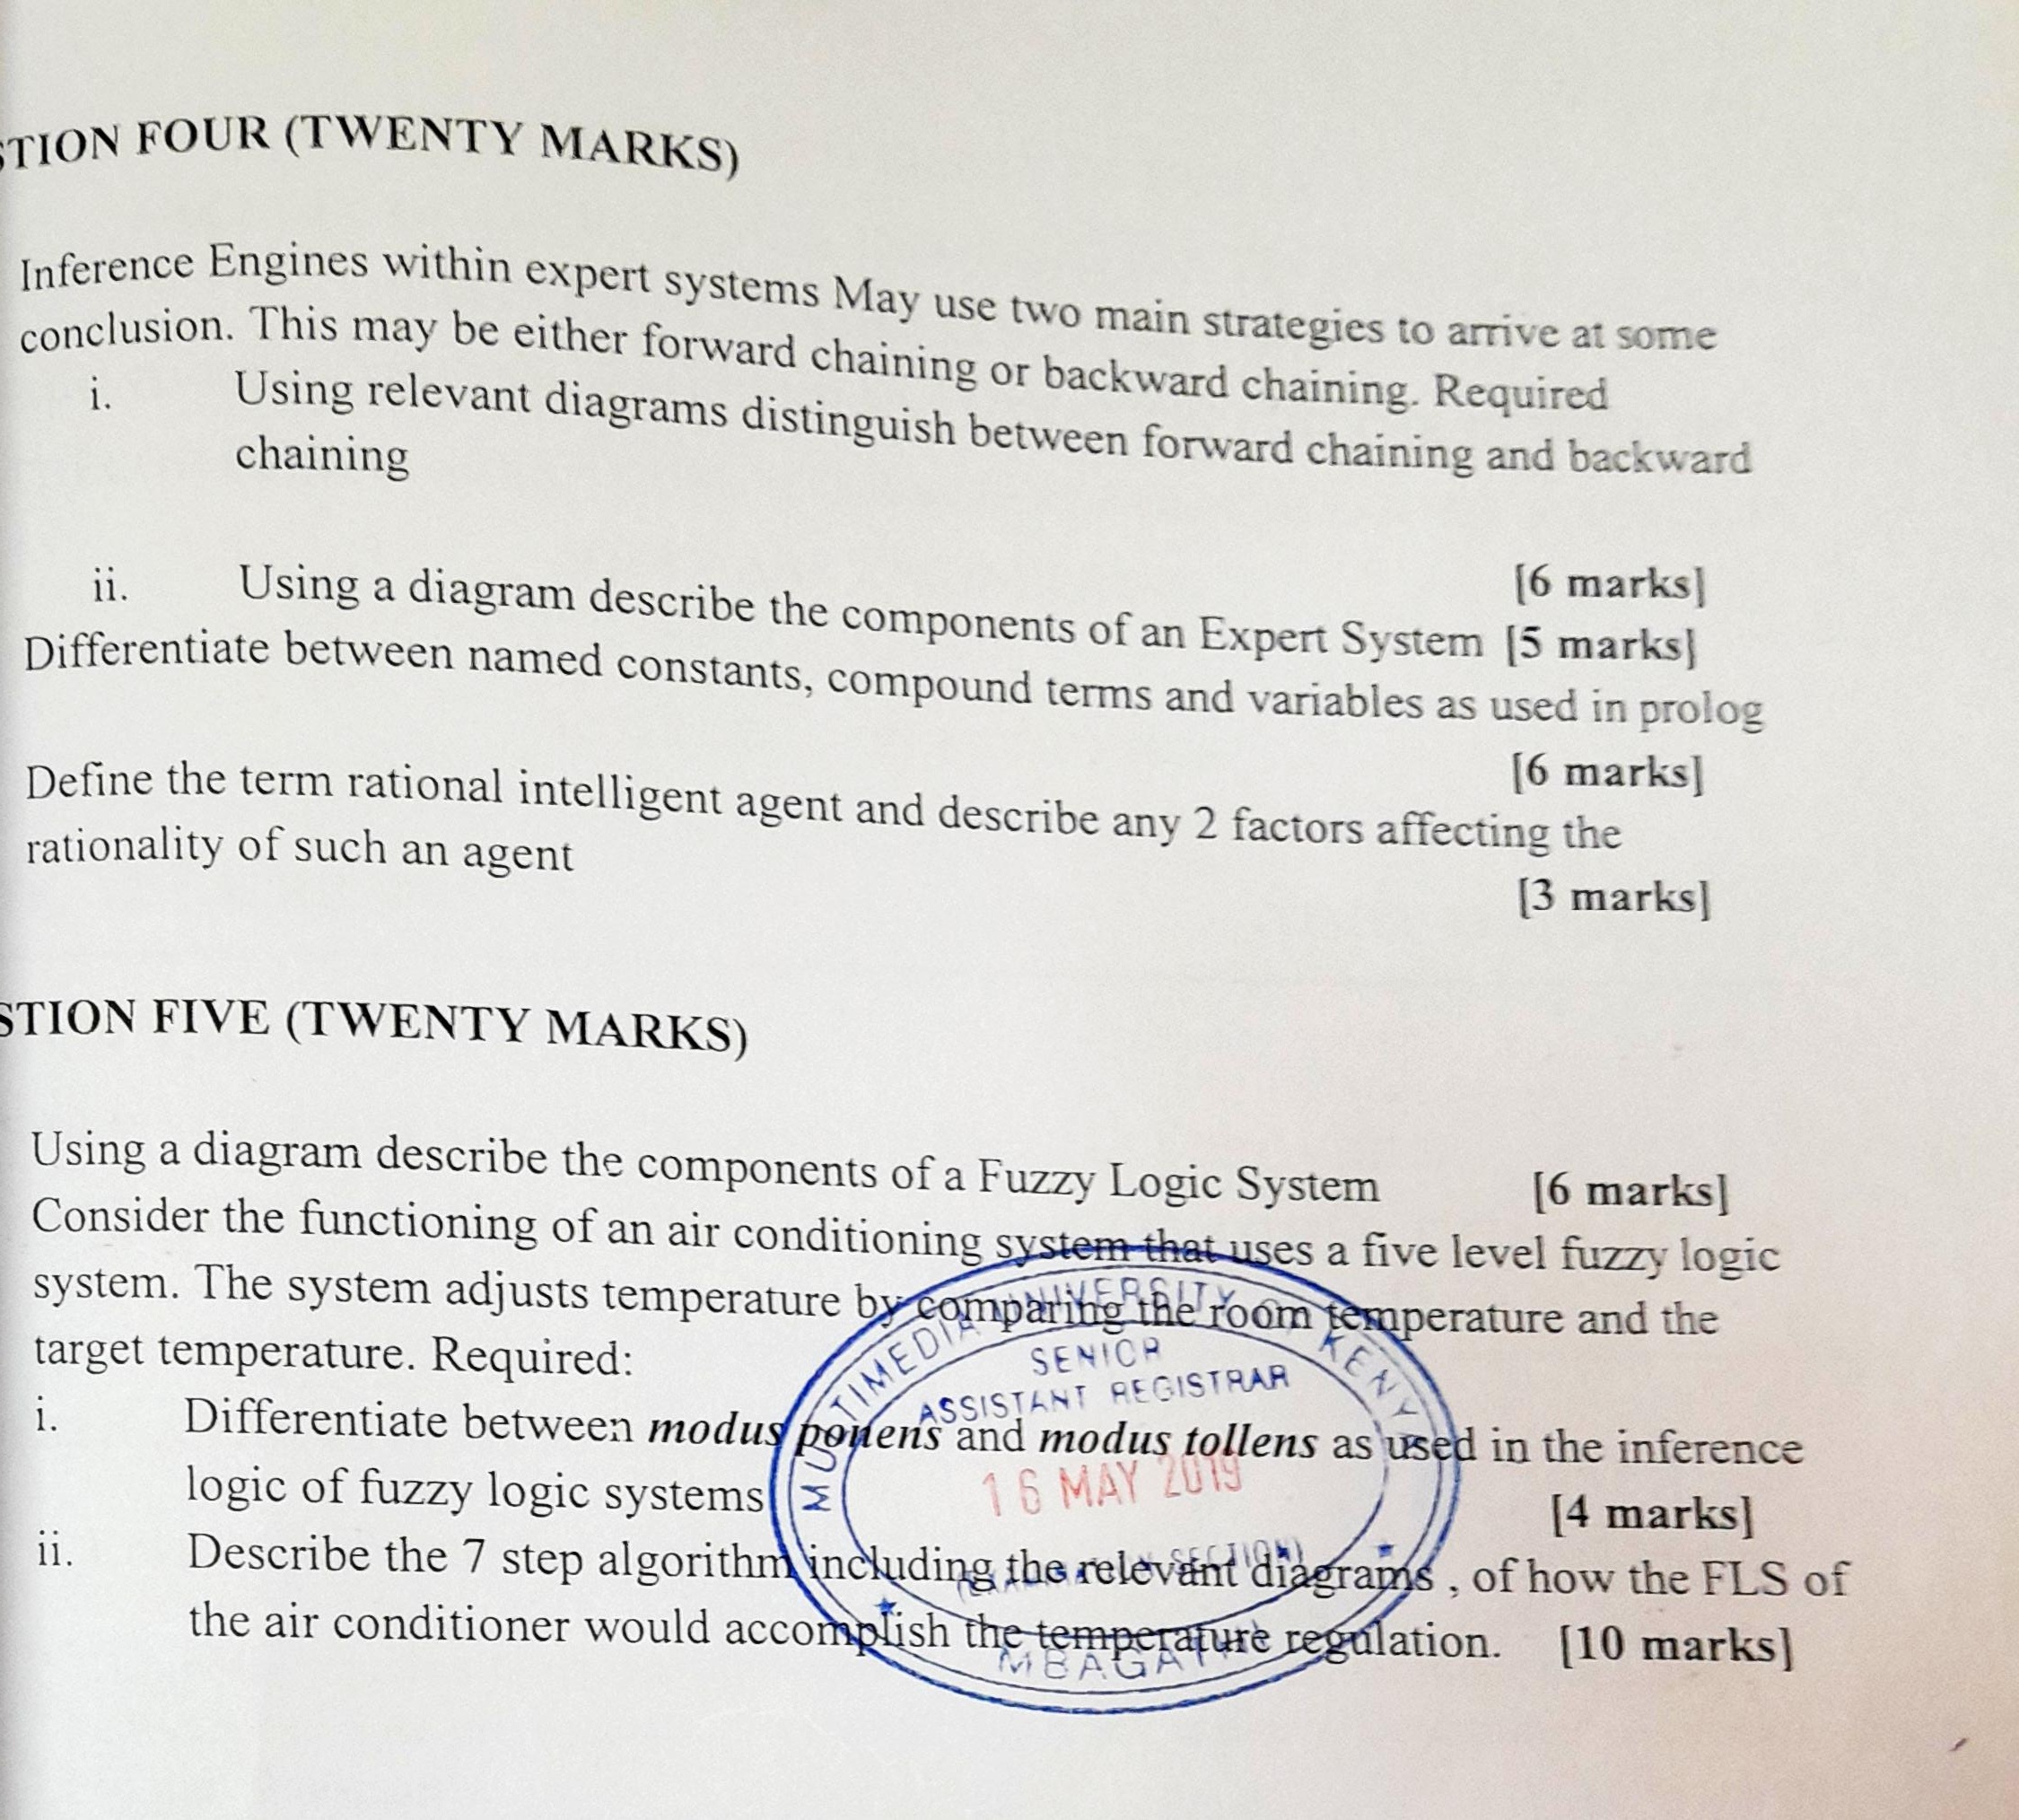 STION FOUR (TWENTY MARKS)
Inference Engines within expert systems May use two main strategies to arrive at some
conclusion. This may be either forward chaining or backward chaining. Required
i. Using relevant diagrams distinguish between forward chaining and backward
chaining
[6 marks]
ii. Using a diagram describe the components of an Expert System [5 marks]
Differentiate between named constants, compound terms and variables as used in prolog
[6 marks]
Define the term rational intelligent agent and describe any 2 factors affecting the
rationality of such an agent
[3 marks]
STION FIVE (TWENTY MARKS)
Using a diagram describe the components of a Fuzzy Logic System [6 marks]
Consider the functioning of an air conditioning system that uses a five level fuzzy logic
system. The system adjusts temperature by comparing the room temperature and the
target temperature. Required:
i. Differentiate between modus ponens and modus tollens as used in the inference
logic of fuzzy logic systems [4 marks]
ii. Describe the 7 step algorithm including the relevant diagrams , of how the FLS of
the air conditioner would accomplish the temperature regulation. [10 marks]
MULTIMEDIA UNIVERSITY OF KENYA
SENIOR
ASSISTANT REGISTRAR
16 MAY 2019
SECTION)